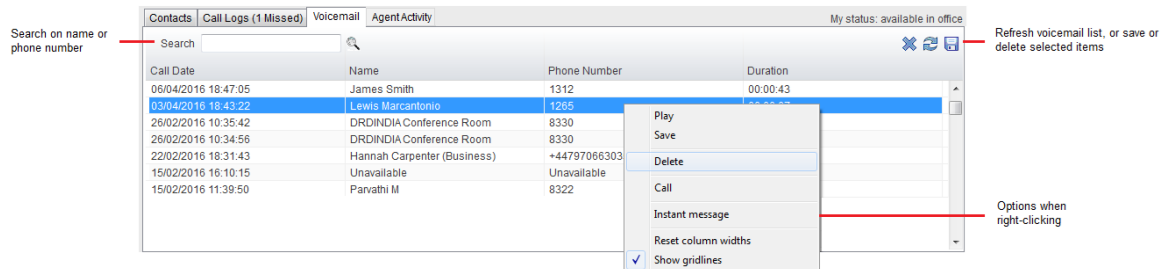 Contacts Call Logs (1 Missed) Voicemail Agent Activity My status: available in office
Search on name or
phone number
Search
Refresh voicemail list, or save or
delete selected items
Call Date Name Phone Number Duration
06/04/2016 18:47:05 James Smith 1312 00:00:43
03/04/2016 18:43:22 Lewis Marcantonio 1265
26/02/2016 10:35:42 DRDINDIA Conference Room 8330
26/02/2016 10:34:56 DRDINDIA Conference Room 8330
22/02/2016 18:31:43 Hannah Carpenter (Business) +44797066303
15/02/2016 16:10:15 Unavailable Unavailable
15/02/2016 11:39:50 Parvathi M 8322
Play
Save
Delete
Call
Instant message
Reset column widths
Show gridlines
Options when
right-clicking